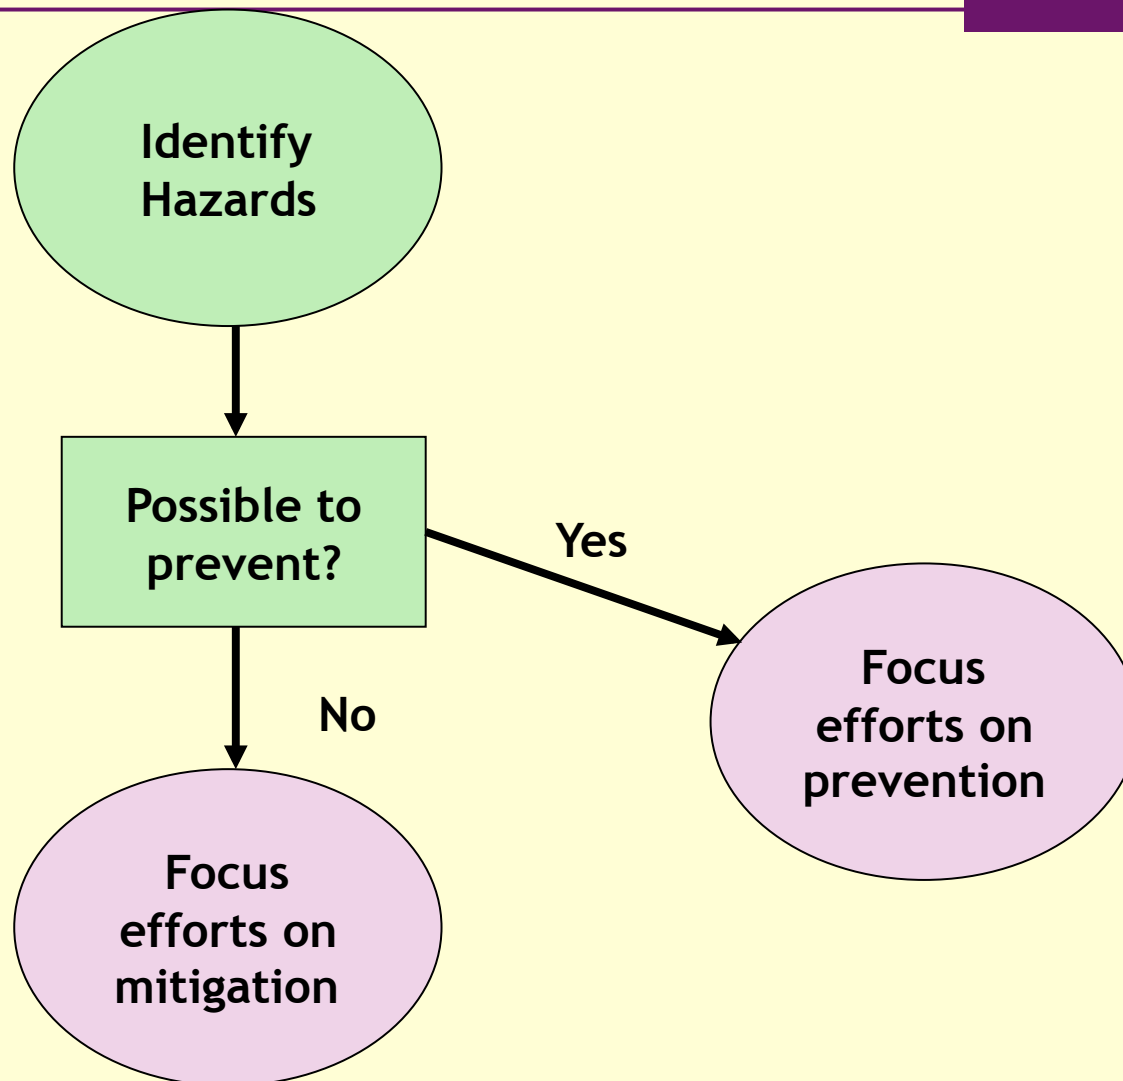 Identify
Hazards
Possible to
prevent?
Yes
No
Focus
efforts on
prevention
Focus
efforts on
mitigation